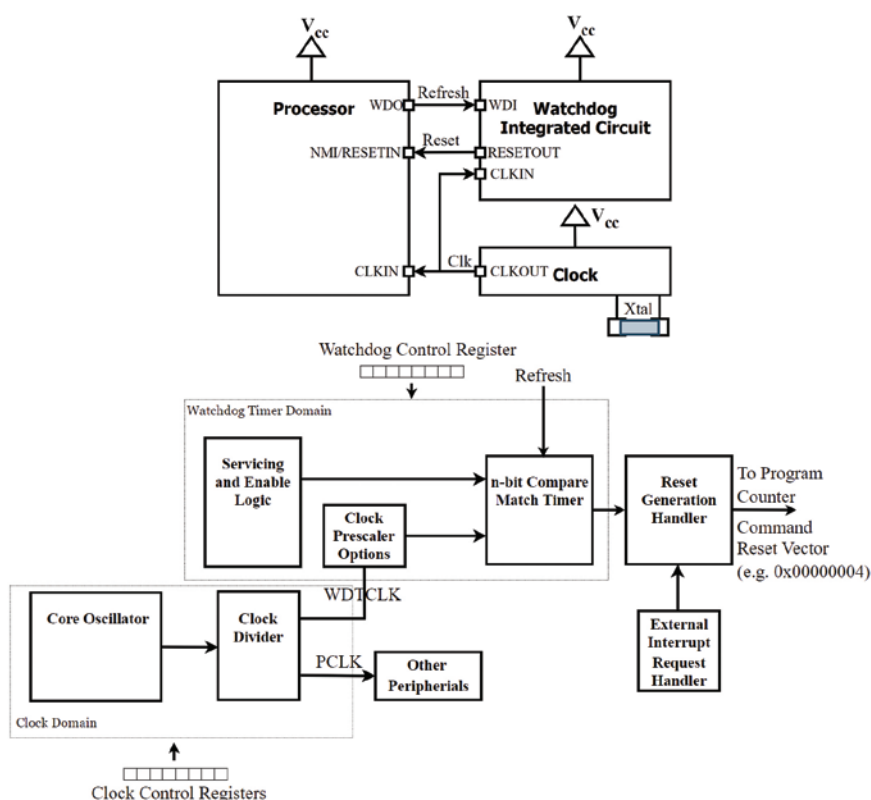 Vcc
Vcc
Processor
WDO
Refresh
WDI
Watchdog
Integrated Circuit
NMI/RESETIN
Reset
RESETOUT
CLKIN
Vcc
CLKIN
Clk
CLKOUT
Clock
Xtal
Watchdog Control Register
Refresh
Watchdog Timer Domain
Servicing
and Enable
Logic
n-bit Compare
Match Timer
Reset
Generation
Handler
To Program
Counter
Command
Reset Vector
(e.g. 0x00000004)
Clock
Prescaler
Options
WDTCLK
Core Oscillator
Clock
Divider
PCLK
Other
Peripherials
External
Interrupt
Request
Handler
Clock Domain
Clock Control Registers